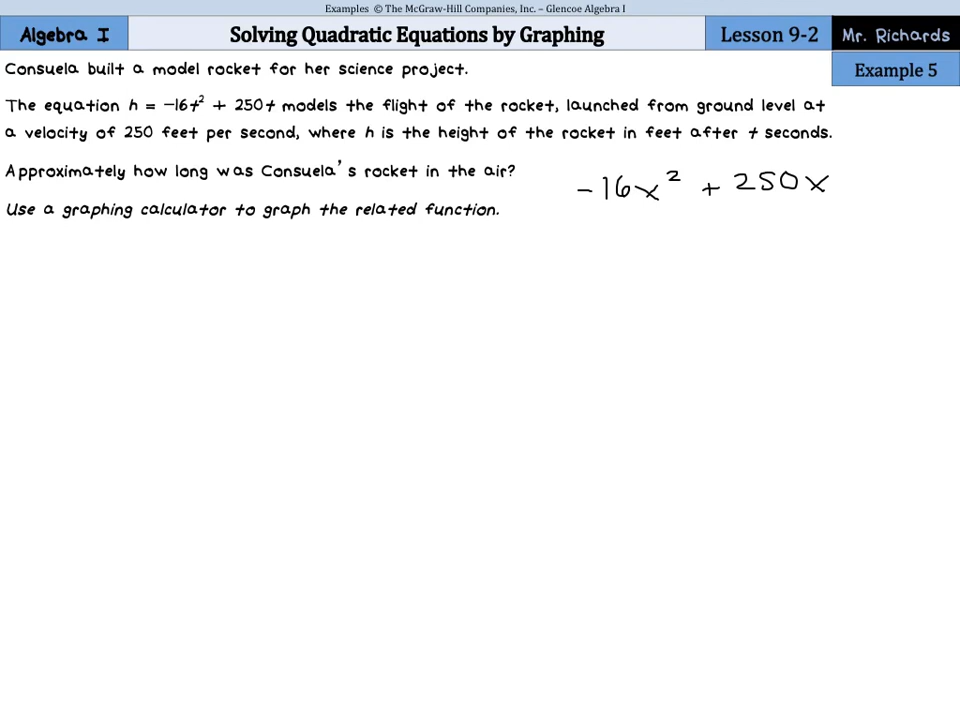 Examples © The McGraw-Hill Companies, Inc. – Glencoe Algebra I
Algebra I
Solving Quadratic Equations by Graphing
Lesson 9-2
Mr. Richards
Example 5
Consuela built a model rocket for her science project.
The equation h = −16t² + 250t models the flight of the rocket, launched from ground level at
a velocity of 250 feet per second, where h is the height of the rocket in feet after t seconds.
Approximately how long was Consuela's rocket in the air?
Use a graphing calculator to graph the related function.
−16x² + 250x